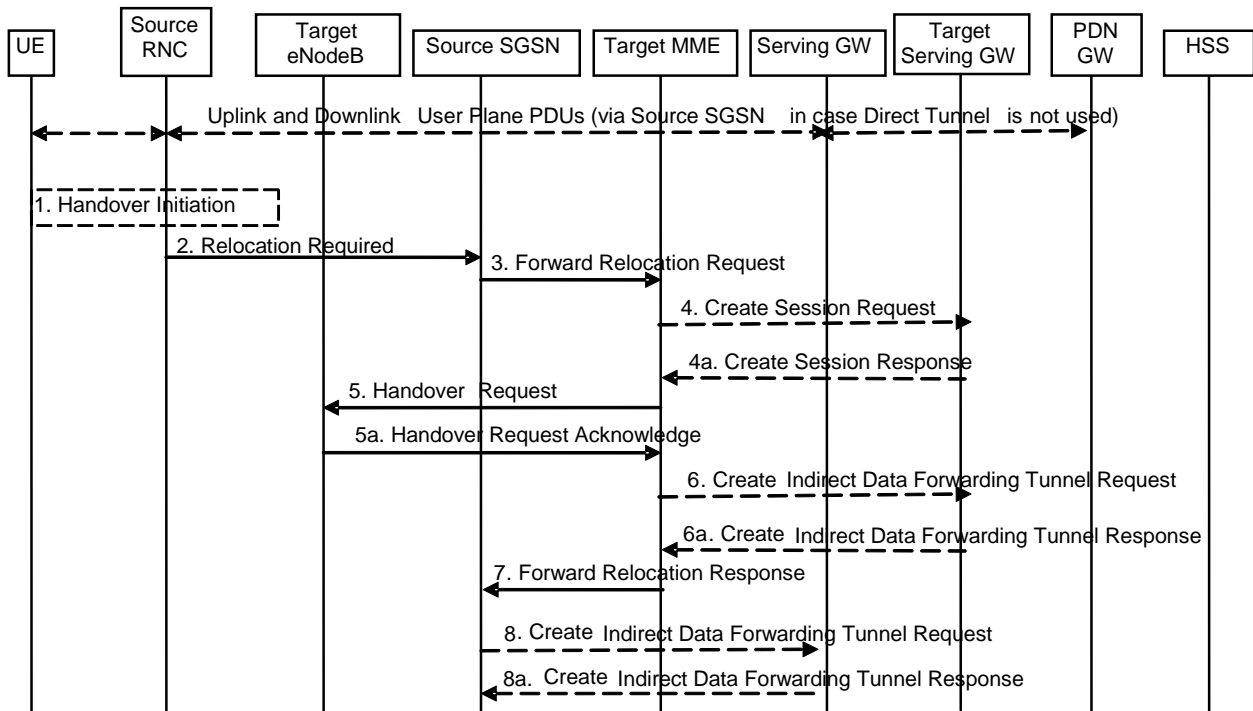 UE
Source
RNC
Target
eNodeB
Source SGSN
Target MME
Serving GW
Target
Serving GW
PDN
GW
HSS
Uplink and Downlink User Plane PDUs (via Source SGSN in case Direct Tunnel is not used)
1. Handover Initiation
2. Relocation Required
3. Forward Relocation Request
4. Create Session Request
4a. Create Session Response
5. Handover Request
5a. Handover Request Acknowledge
6. Create Indirect Data Forwarding Tunnel Request
6a. Create Indirect Data Forwarding Tunnel Response
7. Forward Relocation Response
8. Create Indirect Data Forwarding Tunnel Request
8a. Create Indirect Data Forwarding Tunnel Response